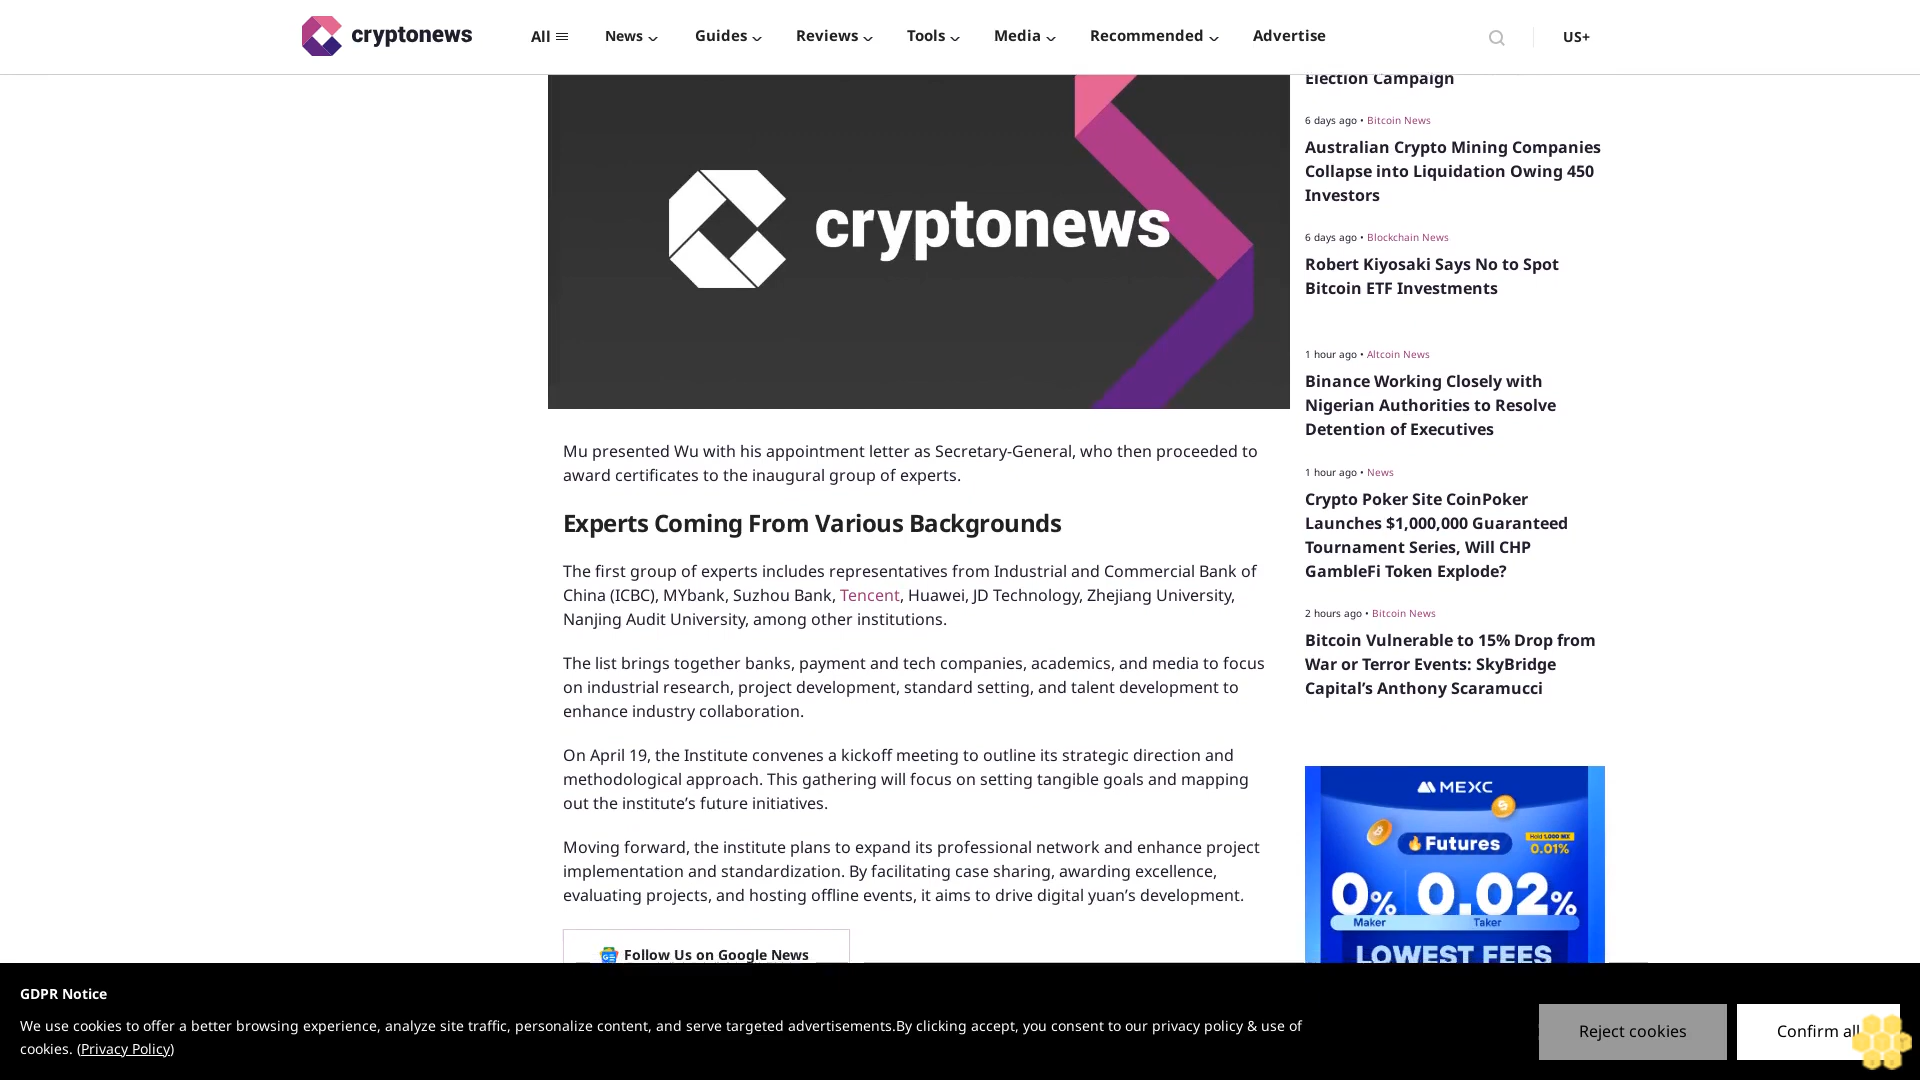 cryptonews
All
News
Guides
Reviews
Tools
Media
Recommended
Advertise
US+
cryptonews
Mu presented Wu with his appointment letter as Secretary-General, who then proceeded to
award certificates to the inaugural group of experts.
Experts Coming From Various Backgrounds
The first group of experts includes representatives from Industrial and Commercial Bank of
China (ICBC), MYbank, Suzhou Bank, Tencent, Huawei, JD Technology, Zhejiang University,
Nanjing Audit University, among other institutions.
The list brings together banks, payment and tech companies, academics, and media to focus
on industrial research, project development, standard setting, and talent development to
enhance industry collaboration.
On April 19, the Institute convenes a kickoff meeting to outline its strategic direction and
methodological approach. This gathering will focus on setting tangible goals and mapping
out the institute’s future initiatives.
Moving forward, the institute plans to expand its professional network and enhance project
implementation and standardization. By facilitating case sharing, awarding excellence,
evaluating projects, and hosting offline events, it aims to drive digital yuan’s development.
Follow Us on Google News
Election Campaign
6 days ago • Bitcoin News
Australian Crypto Mining Companies
Collapse into Liquidation Owing 450
Investors
6 days ago • Blockchain News
Robert Kiyosaki Says No to Spot
Bitcoin ETF Investments
1 hour ago • Altcoin News
Binance Working Closely with
Nigerian Authorities to Resolve
Detention of Executives
1 hour ago • News
Crypto Poker Site CoinPoker
Launches $1,000,000 Guaranteed
Tournament Series, Will CHP
GambleFi Token Explode?
2 hours ago • Bitcoin News
Bitcoin Vulnerable to 15% Drop from
War or Terror Events: SkyBridge
Capital’s Anthony Scaramucci
MEXC
Futures
Hold 1,000 MX
0.01%
0% 0.02%
Maker Taker
LOWEST FEES
GDPR Notice
We use cookies to offer a better browsing experience, analyze site traffic, personalize content, and serve targeted advertisements.By clicking accept, you consent to our privacy policy & use of
cookies. (Privacy Policy)
Reject cookies
Confirm all